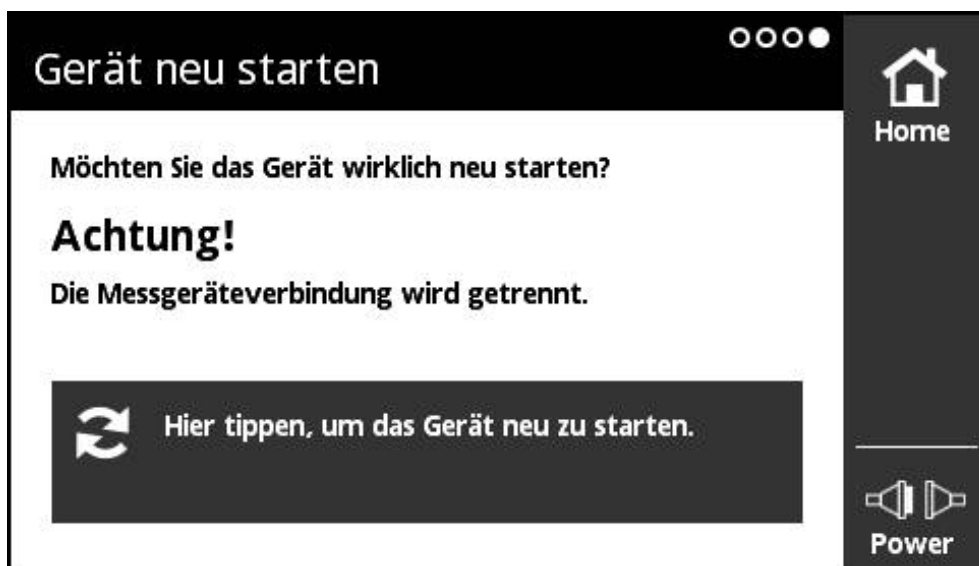 Gerät neu starten
Home
Möchten Sie das Gerät wirklich neu starten?
Achtung!
Die Messgeräteverbindung wird getrennt.
Hier tippen, um das Gerät neu zu starten.
Power